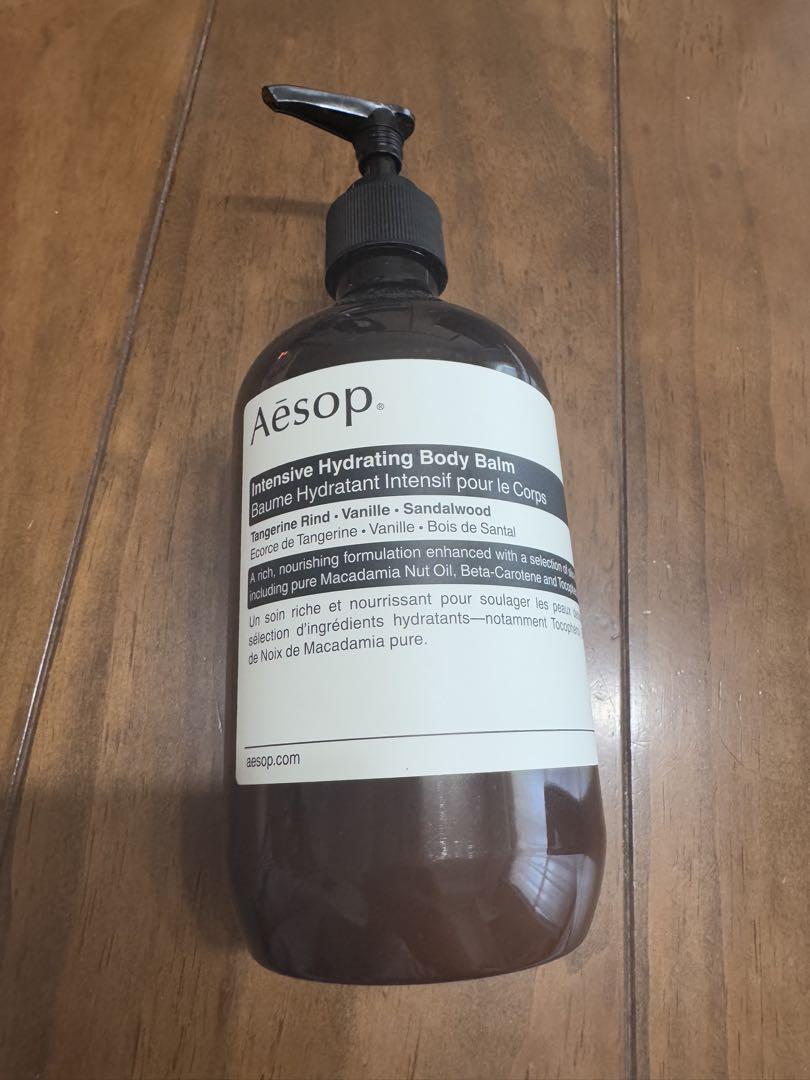 Aēsop®
Intensive Hydrating Body Balm
Baume Hydratant Intensif pour le Corps
Tangerine Rind • Vanille • Sandalwood
Ecorce de Tangerine • Vanille • Bois de Santal
A rich, nourishing formulation enhanced with a selection of
including pure Macadamia Nut Oil, Beta-Carotene and
Un soin riche et nourrissant pour soulager les peaux
sélection d'ingrédients hydratants—notamment
de Noix de Macadamia pure.
aesop.com